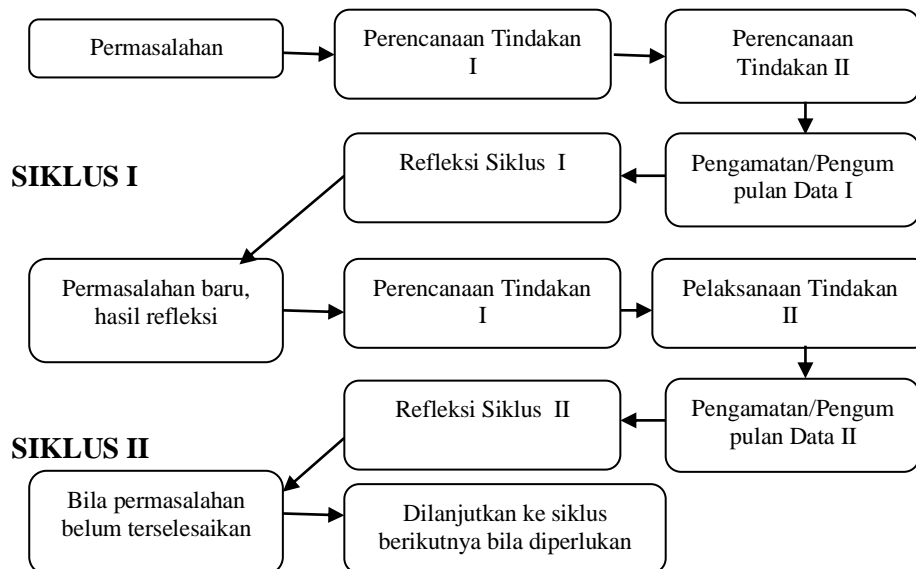 Permasalahan
Perencanaan Tindakan
I
Perencanaan
Tindakan II
SIKLUS I
Refleksi Siklus I
Pengamatan/Pengum
pulan Data I
Permasalahan baru,
hasil refleksi
Perencanaan Tindakan
I
Pelaksanaan Tindakan
II
SIKLUS II
Refleksi Siklus II
Pengamatan/Pengum
pulan Data II
Bila permasalahan
belum terselesaikan
Dilanjutkan ke siklus
berikutnya bila diperlukan